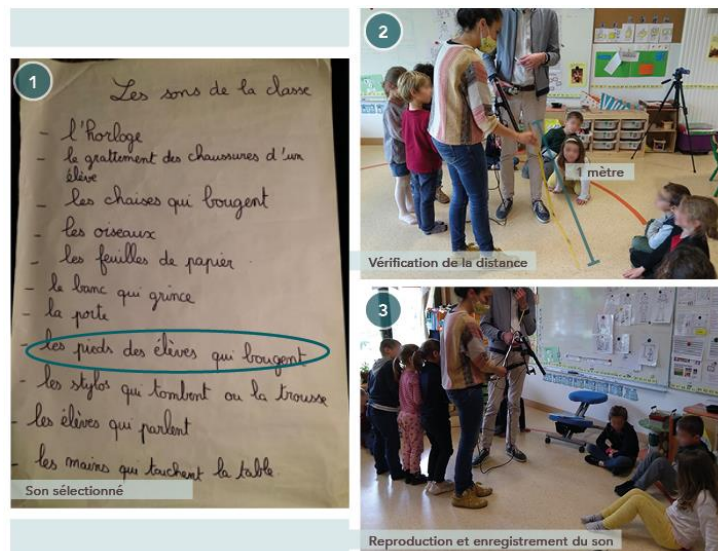 1
Les sons de la classe
- l'horloge
- le grattement des chaussures d'un
élève
- les chaises qui bougent
- les oiseaux
- les feuilles de papier
- le banc qui grince
- la porte
- les pieds des élèves qui bougent
- les stylos qui tombent ou la trousse
- les élèves qui parlent
- les mains qui touchent la table
Son sélectionné
2
1 mètre
Vérification de la distance
3
Reproduction et enregistrement du son